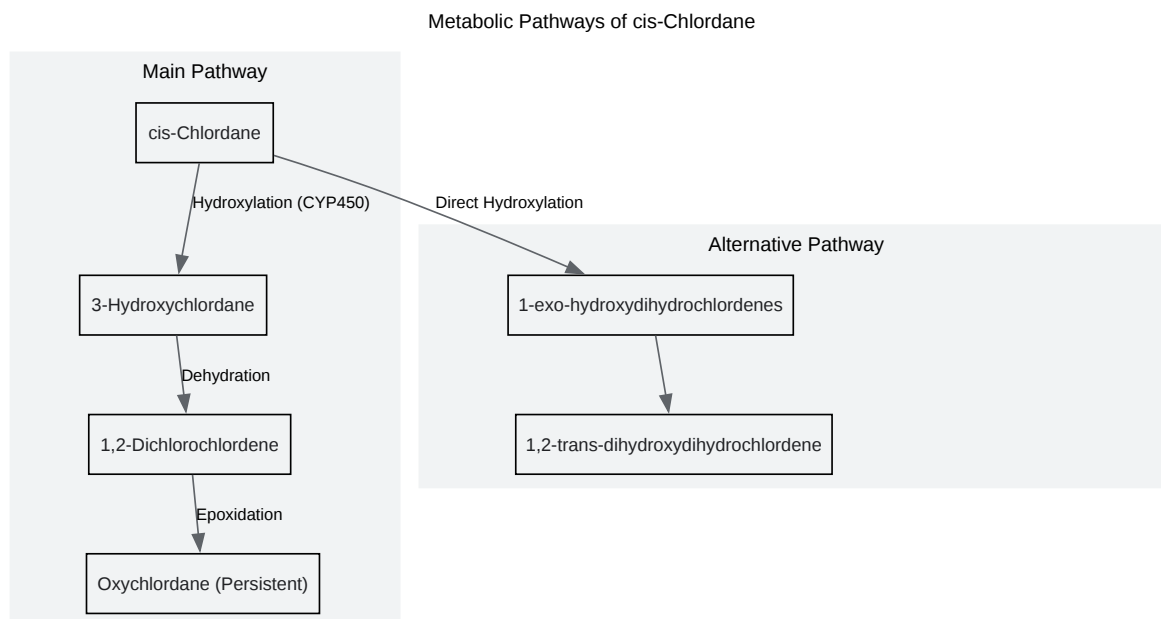 Metabolic Pathways of cis-Chlordane
Main Pathway
cis-Chlordane
Hydroxylation (CYP450)
Direct Hydroxylation
Alternative Pathway
3-Hydroxychlordane
1-exo-hydroxydihydrochlordenes
Dehydration
1,2-Dichlorochlordene
1,2-trans-dihydroxydihydrochlordene
Epoxidation
Oxychlordane (Persistent)